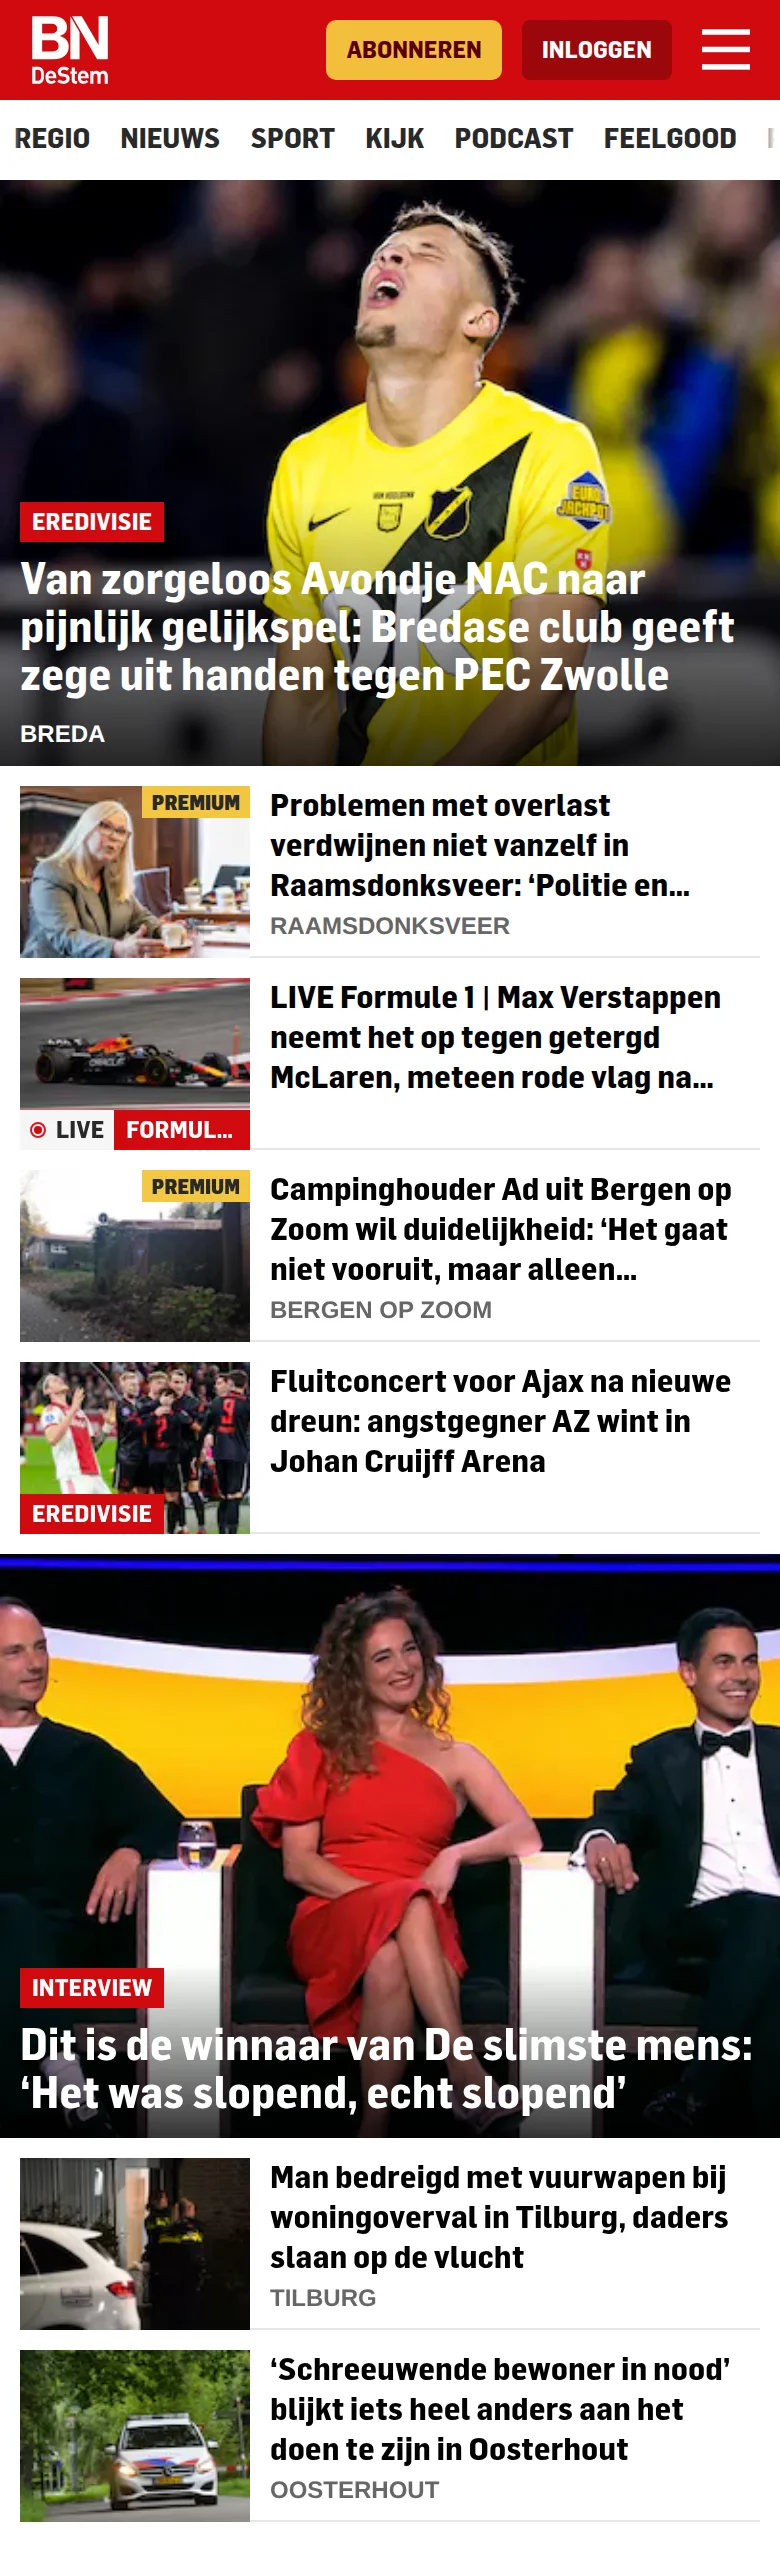 BN
DeStem
ABONNEREN
INLOGGEN
REGIO NIEUWS SPORT KIJK PODCAST FEELGOOD
EURO
JACKPOT
EREDIVISIE
Van zorgeloos Avondje NAC naar
pijnlijk gelijkspel: Bredase club geeft
zege uit handen tegen PEC Zwolle
BREDA
PREMIUM
Problemen met overlast
verdwijnen niet vanzelf in
Raamsdonksveer: ‘Politie en...
RAAMSDONKSVEER
LIVE FORMUL...
LIVE Formule 1 | Max Verstappen
neemt het op tegen getergd
McLaren, meteen rode vlag na...
PREMIUM
Campinghouder Ad uit Bergen op
Zoom wil duidelijkheid: ‘Het gaat
niet vooruit, maar alleen...
BERGEN OP ZOOM
9
EREDIVISIE
Fluitconcert voor Ajax na nieuwe
dreun: angstgegner AZ wint in
Johan Cruijff Arena
INTERVIEW
Dit is de winnaar van De slimste mens:
‘Het was slopend, echt slopend’
Man bedreigd met vuurwapen bij
woningoverval in Tilburg, daders
slaan op de vlucht
TILBURG
‘Schreeuwende bewoner in nood’
blijkt iets heel anders aan het
doen te zijn in Oosterhout
OOSTERHOUT